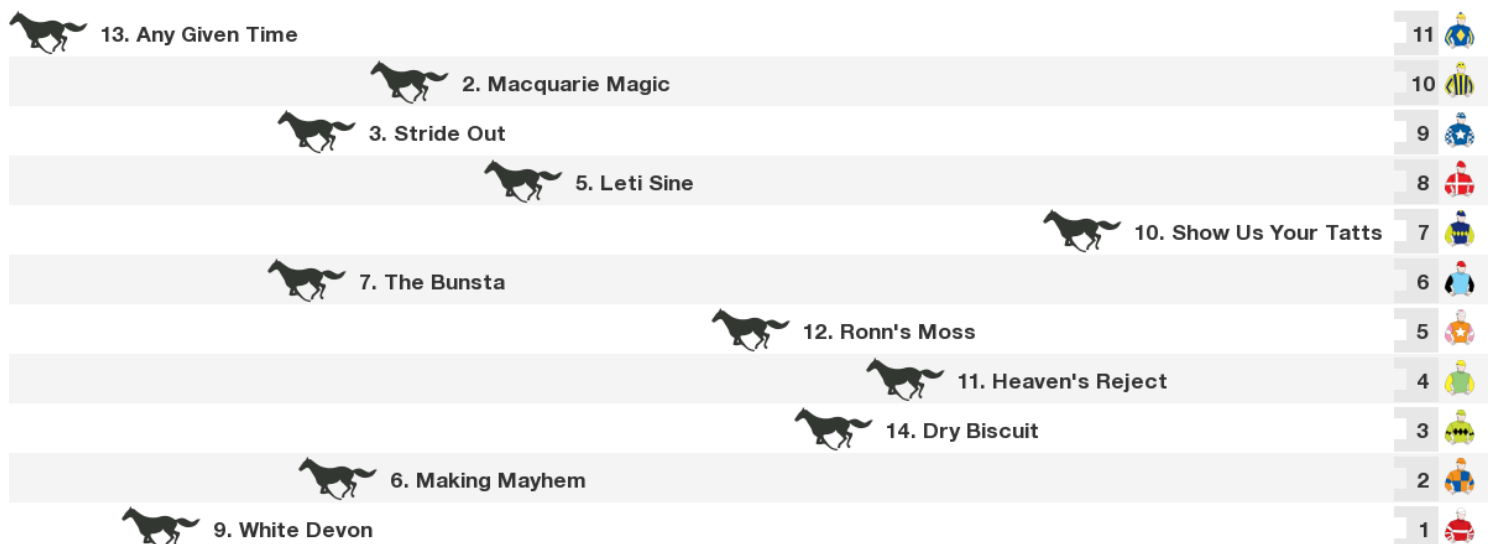 13. Any Given Time 11
2. Macquarie Magic 10
3. Stride Out 9
5. Leti Sine 8
10. Show Us Your Tatts 7
7. The Bunsta 6
12. Ronn's Moss 5
11. Heaven's Reject 4
14. Dry Biscuit 3
6. Making Mayhem 2
9. White Devon 1